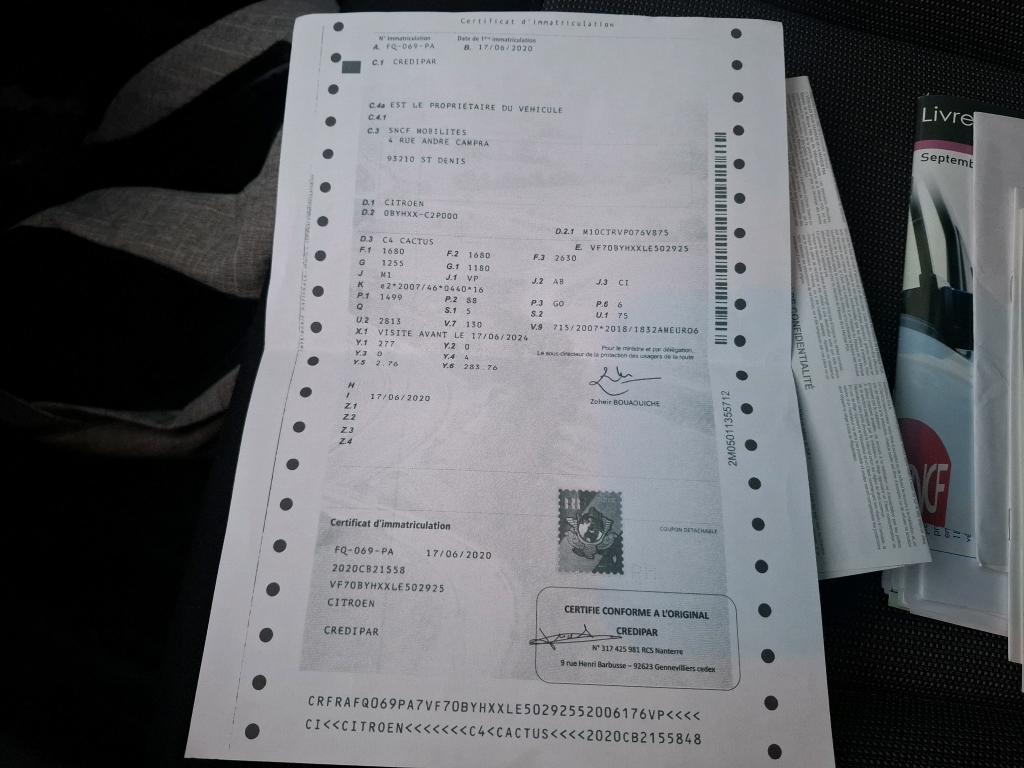 Certificat d'immatriculation
N° immatriculation Date de 1ère immatriculation
A. FQ-069-PA B. 17/06/2020
C.1 CREDIPAR
C.4a EST LE PROPRIÉTAIRE DU VEHICULE
C.4.1
C.3 SNCF MOBILITES
4 RUE ANDRE CAMPRA
93210 ST DENIS
D.1 CITROEN
D.2 0BYHXX-C2P000
D.2.1 M10CTRVP076V875
D.3 C4 CACTUS E. VF70BYHXXLE502925
F.1 1680 F.2 1680 F.3 2630
G 1255 G.1 1180
J M1 J.1 VP J.2 AB J.3 CI
K e2*2007/46*0440*16
P.1 1499 P.2 88 P.3 GO P.6 6
Q S.1 5 S.2 U.1 75
U.2 2813 V.7 130 V.9 715/2007*2018/1832AMEURO6
X.1 VISITE AVANT LE 17/06/2024
Y.1 277 Y.2 0
Y.3 0 Y.4 4
Y.5 2.76 Y.6 283.76
Pour le ministre et par délégation,
Le sous-directeur de la protection des usagers de la route
Zoheir BOUAOUICHE
H
I 17/06/2020
Z.1
Z.2
Z.3
Z.4
2M05011355712
COUPON DÉTACHABLE
Certificat d'immatriculation
FQ-069-PA 17/06/2020
2020CB21558
VF70BYHXXLE502925
CITROEN
CREDIPAR
CERTIFIE CONFORME A L'ORIGINAL
CREDIPAR
N° 317 425 981 RCS Nanterre
9 rue Henri Barbusse – 92623 Gennevilliers cedex
CRFRAFQ069PA7VF70BYHXXLE50292552006176VP<<<<
CI<<CITROEN<<<<<<<C4<CACTUS<<<<2020CB2155848
CONFIDENTIALITÉ
Livre
Septemb
SNCF